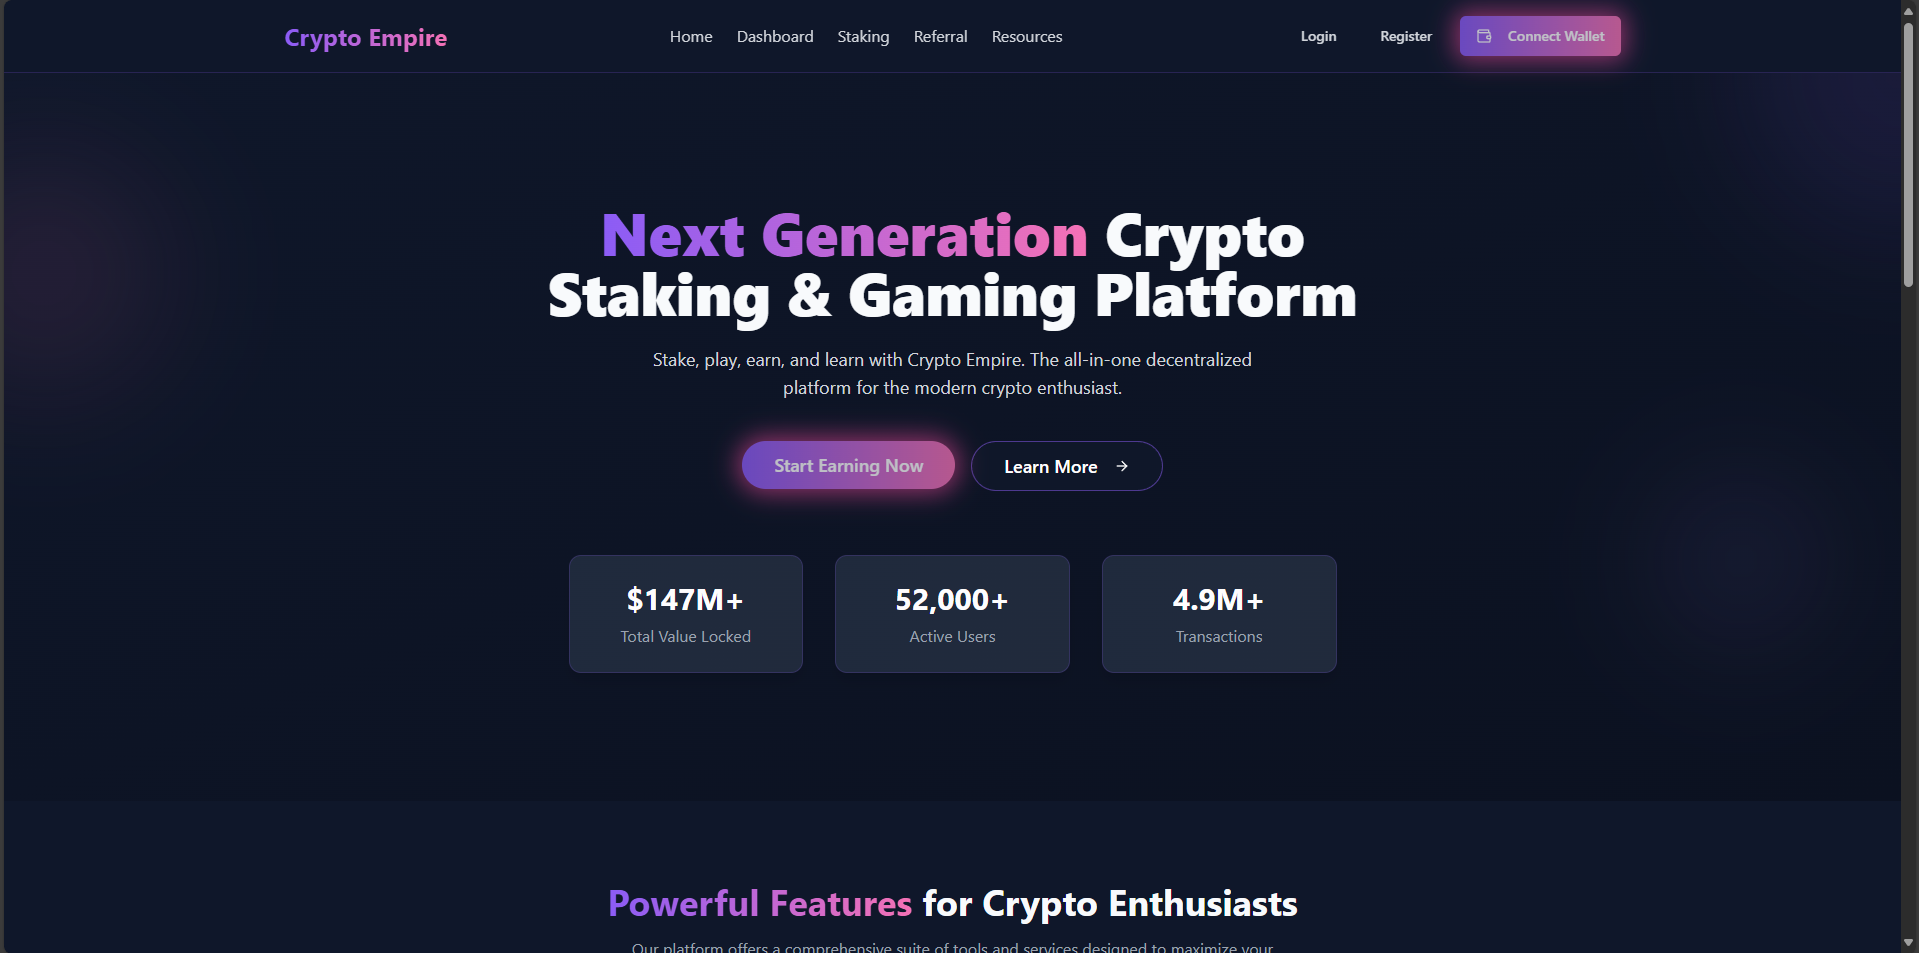 Crypto Empire
Home Dashboard Staking Referral Resources
Login Register Connect Wallet
Next Generation Crypto
Staking & Gaming Platform
Stake, play, earn, and learn with Crypto Empire. The all-in-one decentralized
platform for the modern crypto enthusiast.
Start Earning Now
Learn More →
$147M+
Total Value Locked
52,000+
Active Users
4.9M+
Transactions
Powerful Features for Crypto Enthusiasts
Our platform offers a comprehensive suite of tools and services designed to maximize your